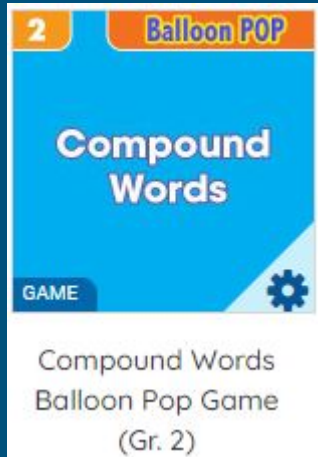 2 Balloon POP
Compound
Words
GAME
Compound Words
Balloon Pop Game
(Gr. 2)